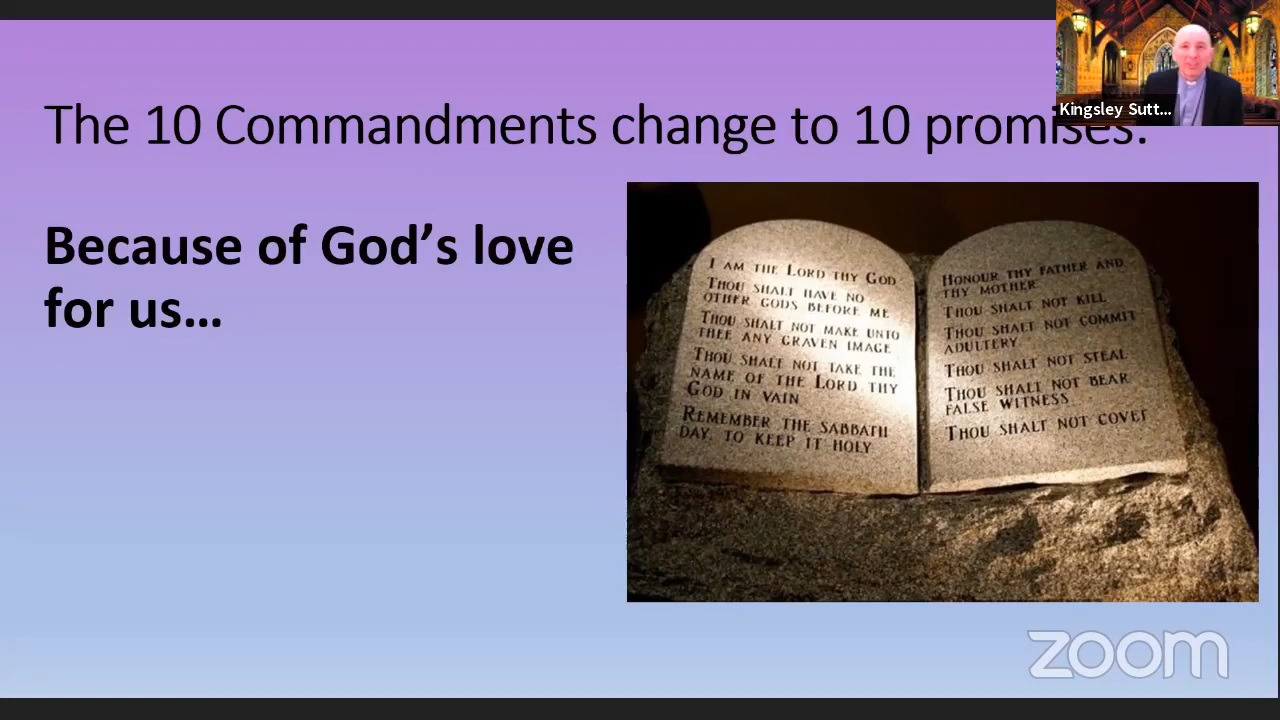 The 10 Commandments change to 10 promises.
Kingsley Sutt...
Because of God's love
for us...
I AM THE LORD THY GOD
THOU SHALT HAVE NO
OTHER GODS BEFORE ME
THOU SHALT NOT MAKE UNTO
THEE ANY GRAVEN IMAGE
THOU SHALT NOT TAKE THE
NAME OF THE LORD THY
GOD IN VAIN
REMEMBER THE SABBATH
DAY, TO KEEP IT HOLY
HONOUR THY FATHER AND
THY MOTHER
THOU SHALT NOT KILL
THOU SHALT NOT COMMIT
ADULTERY
THOU SHALT NOT STEAL
THOU SHALT NOT BEAR
FALSE WITNESS
THOU SHALT NOT COVET
zoom